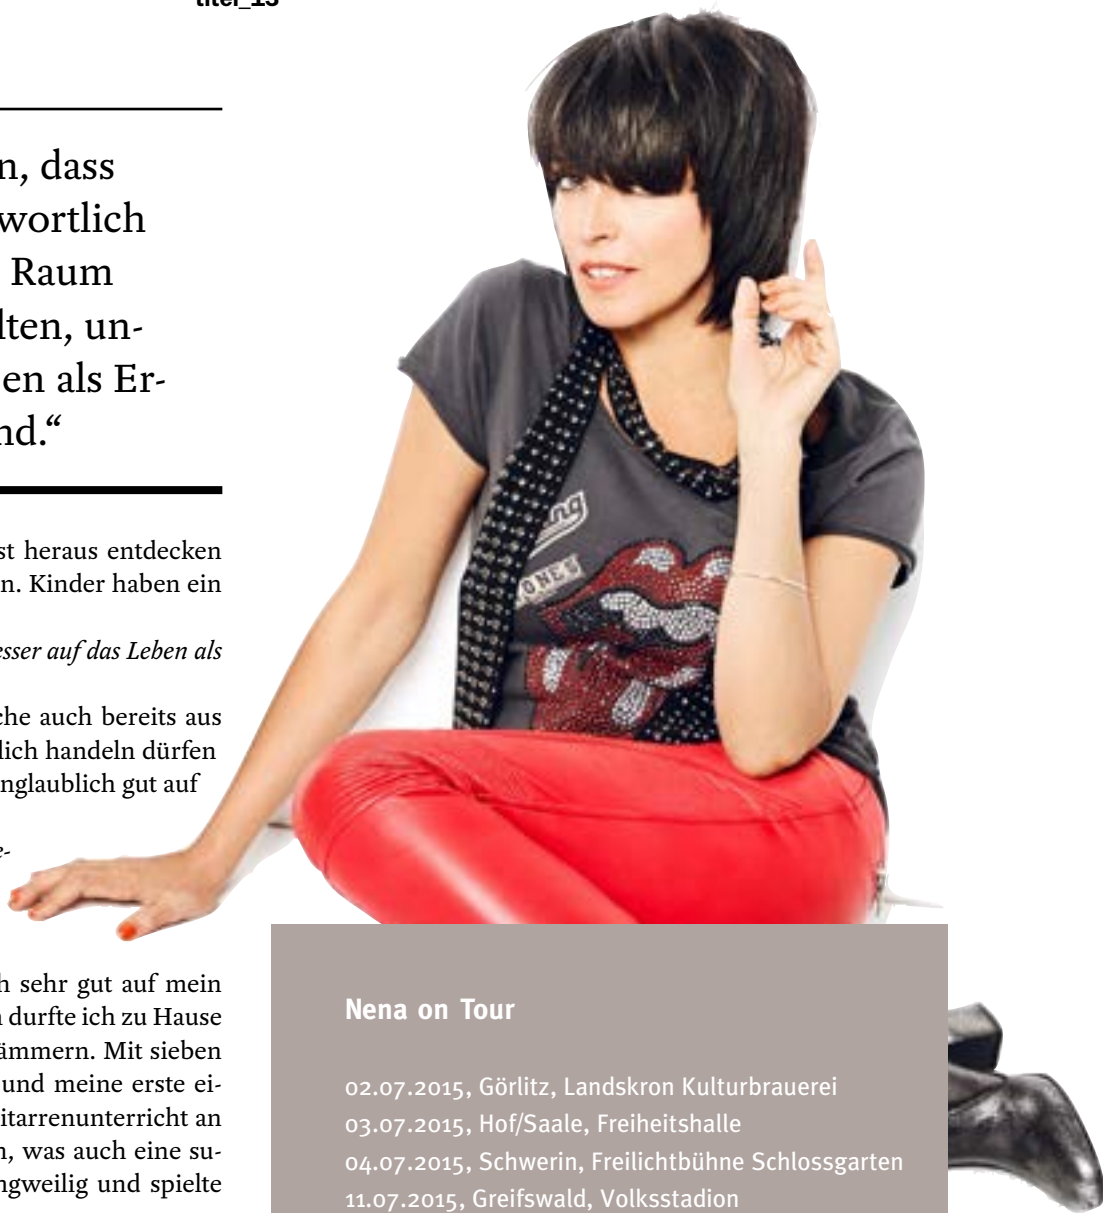 titel_13
n, dass
wortlich
Raum
lten, un-
en als Er-
nd.“
st heraus entdecken
n. Kinder haben ein
esser auf das Leben als
che auch bereits aus
lich handeln dürfen
nglaublich gut auf
e-
h sehr gut auf mein
n durfte ich zu Hause
ämmern. Mit sieben
und meine erste ei-
itarrenunterricht an
n, was auch eine su-
ngweilig und spielte
ng
ONES
Nena on Tour
02.07.2015, Görlitz, Landskron Kulturbrauerei
03.07.2015, Hof/Saale, Freiheitshalle
04.07.2015, Schwerin, Freilichtbühne Schlossgarten
11.07.2015, Greifswald, Volksstadion